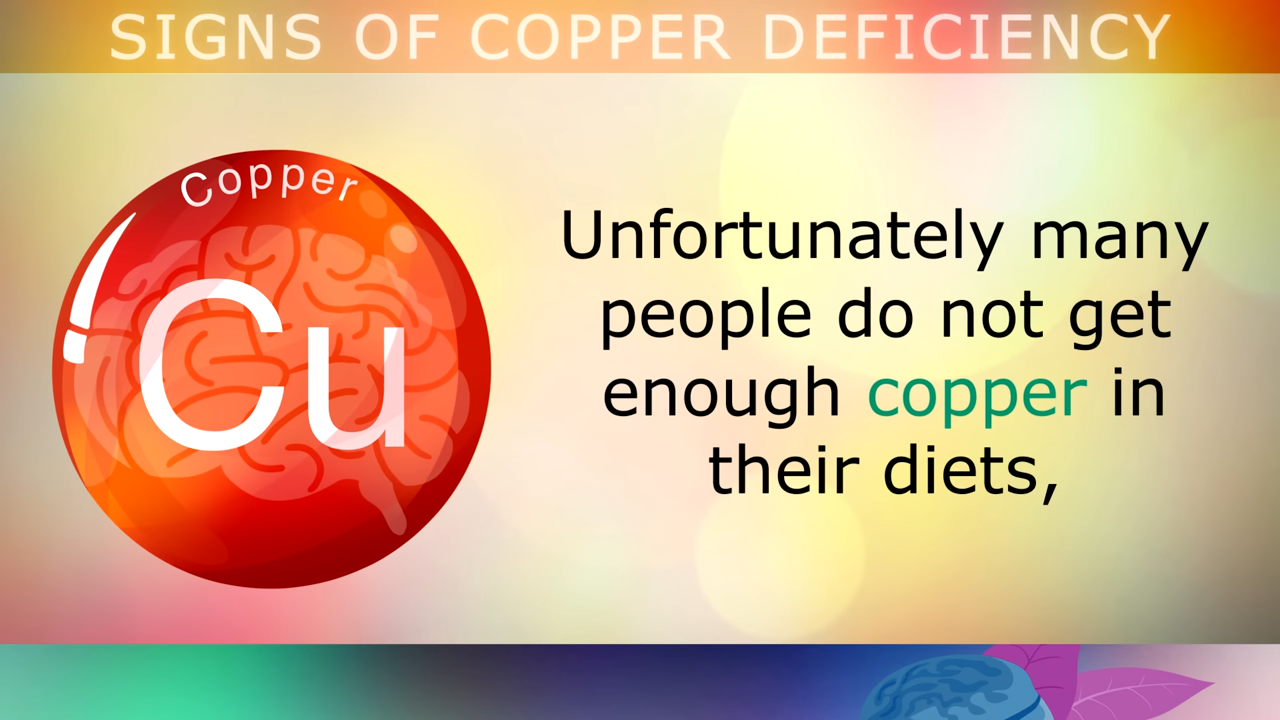 SIGNS OF COPPER DEFICIENCY
Copper
Cu
Unfortunately many
people do not get
enough copper in
their diets,